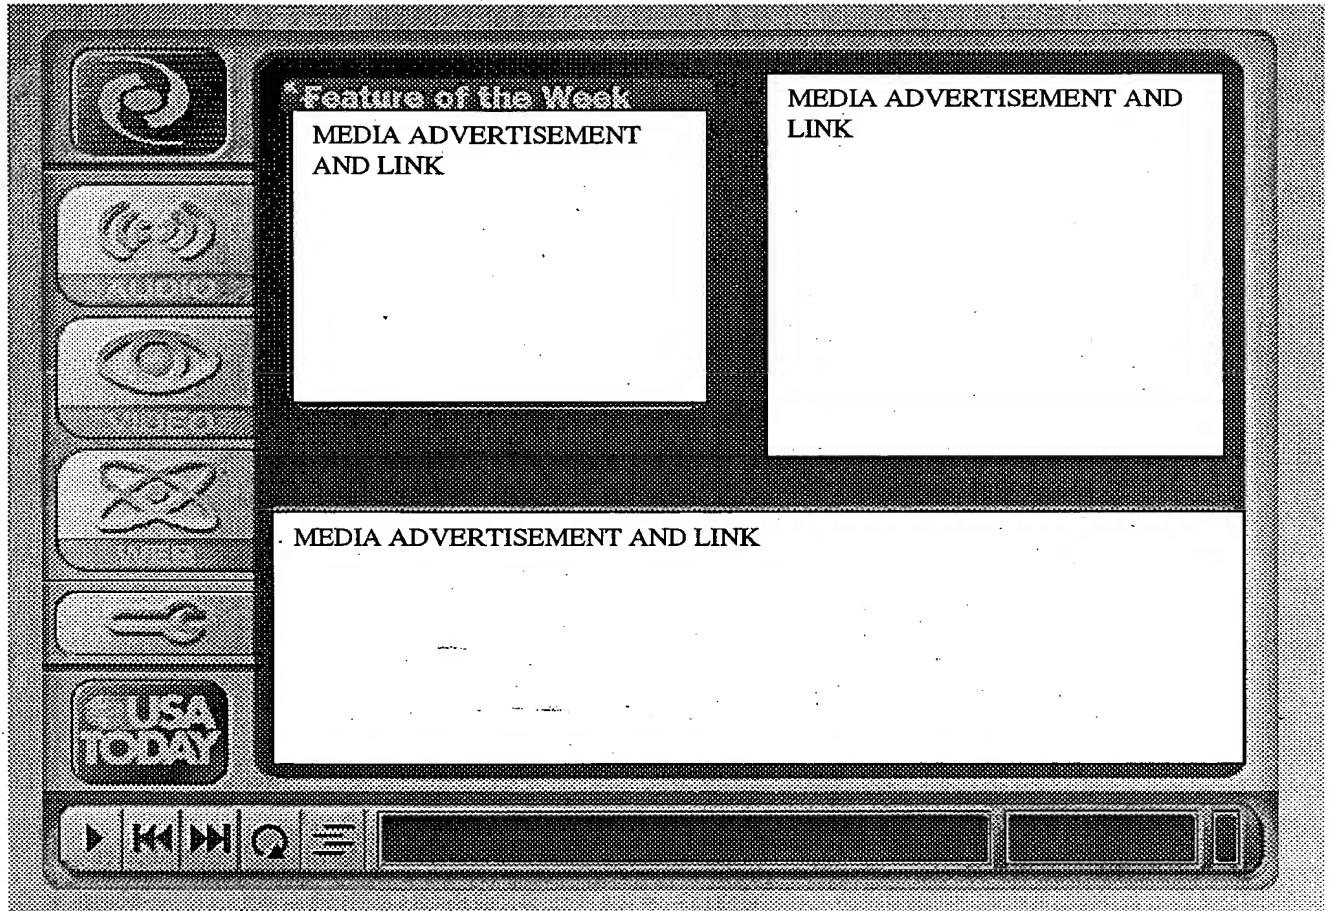 Feature of the Week
MEDIA ADVERTISEMENT
AND LINK
MEDIA ADVERTISEMENT AND
LINK
MEDIA ADVERTISEMENT AND LINK
USA
TODAY